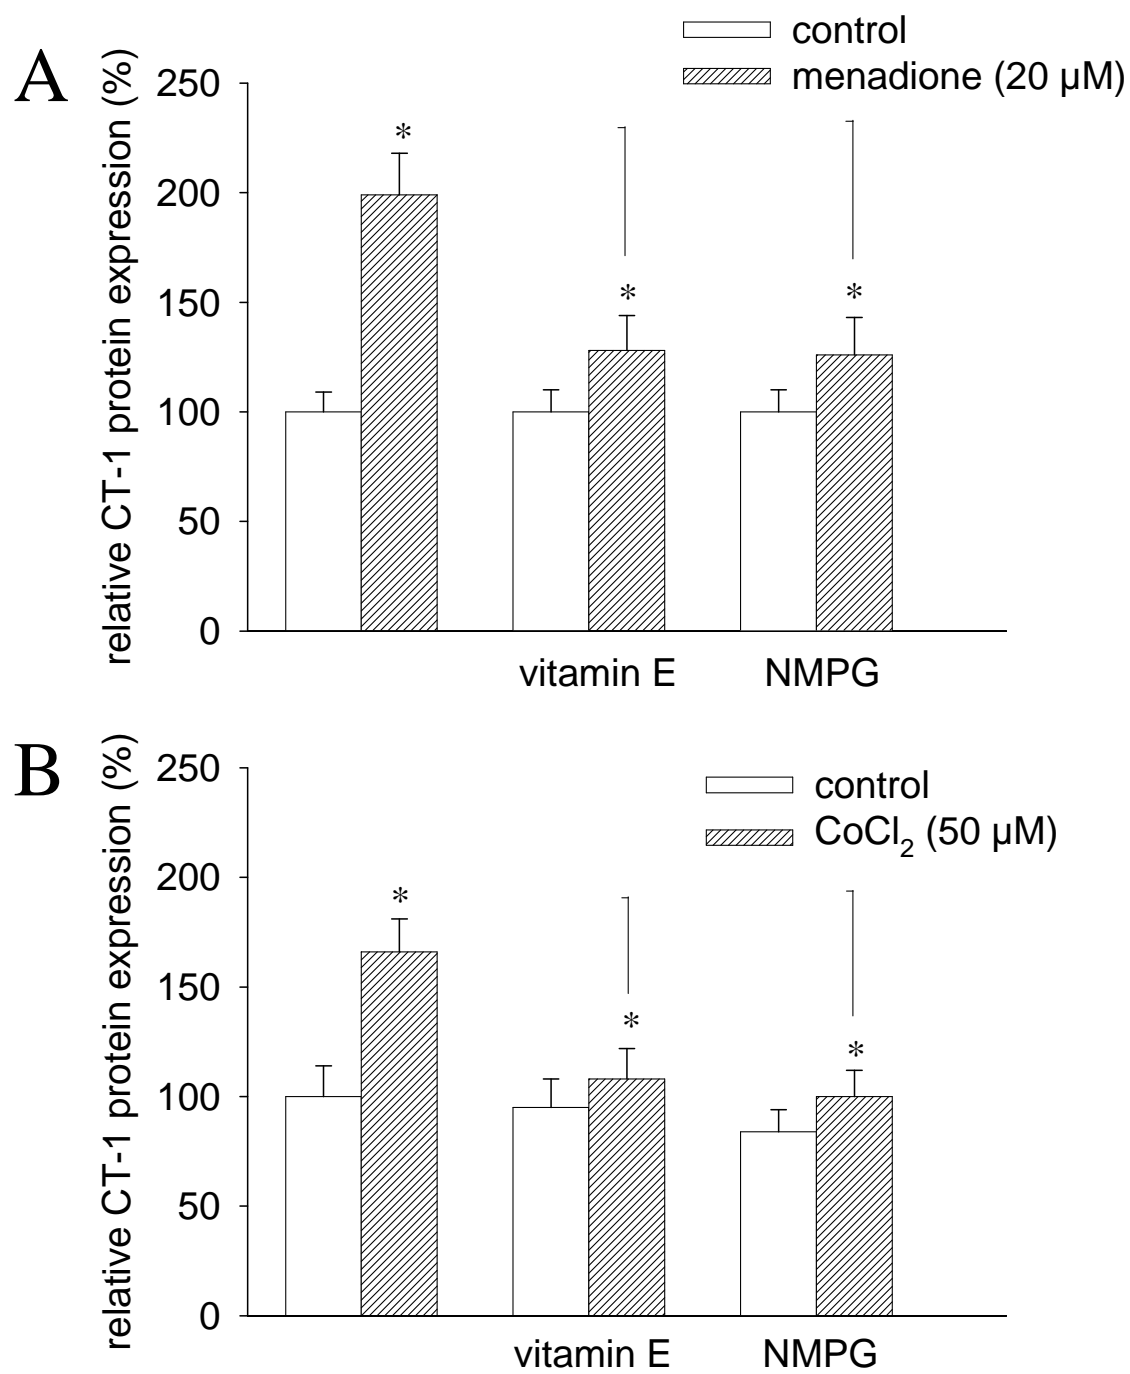 A
control
menadione (20 µM)
relative CT-1 protein expression (%)
250
200
150
100
50
0
*
*
*
vitamin E NMPG
B
control
CoCl₂ (50 µM)
relative CT-1 protein expression (%)
250
200
150
100
50
0
*
*
*
vitamin E NMPG